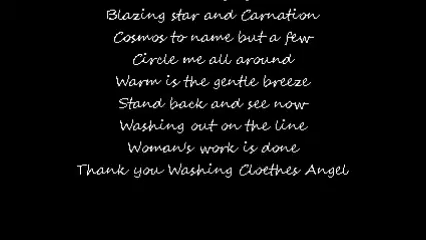 Blazing star and Carnation
Cosmos to name but a few
Circle me all around
Warm is the gentle breeze
Stand back and see now
Washing out on the line
Woman's work is done
Thank you Washing Cloethes Angel